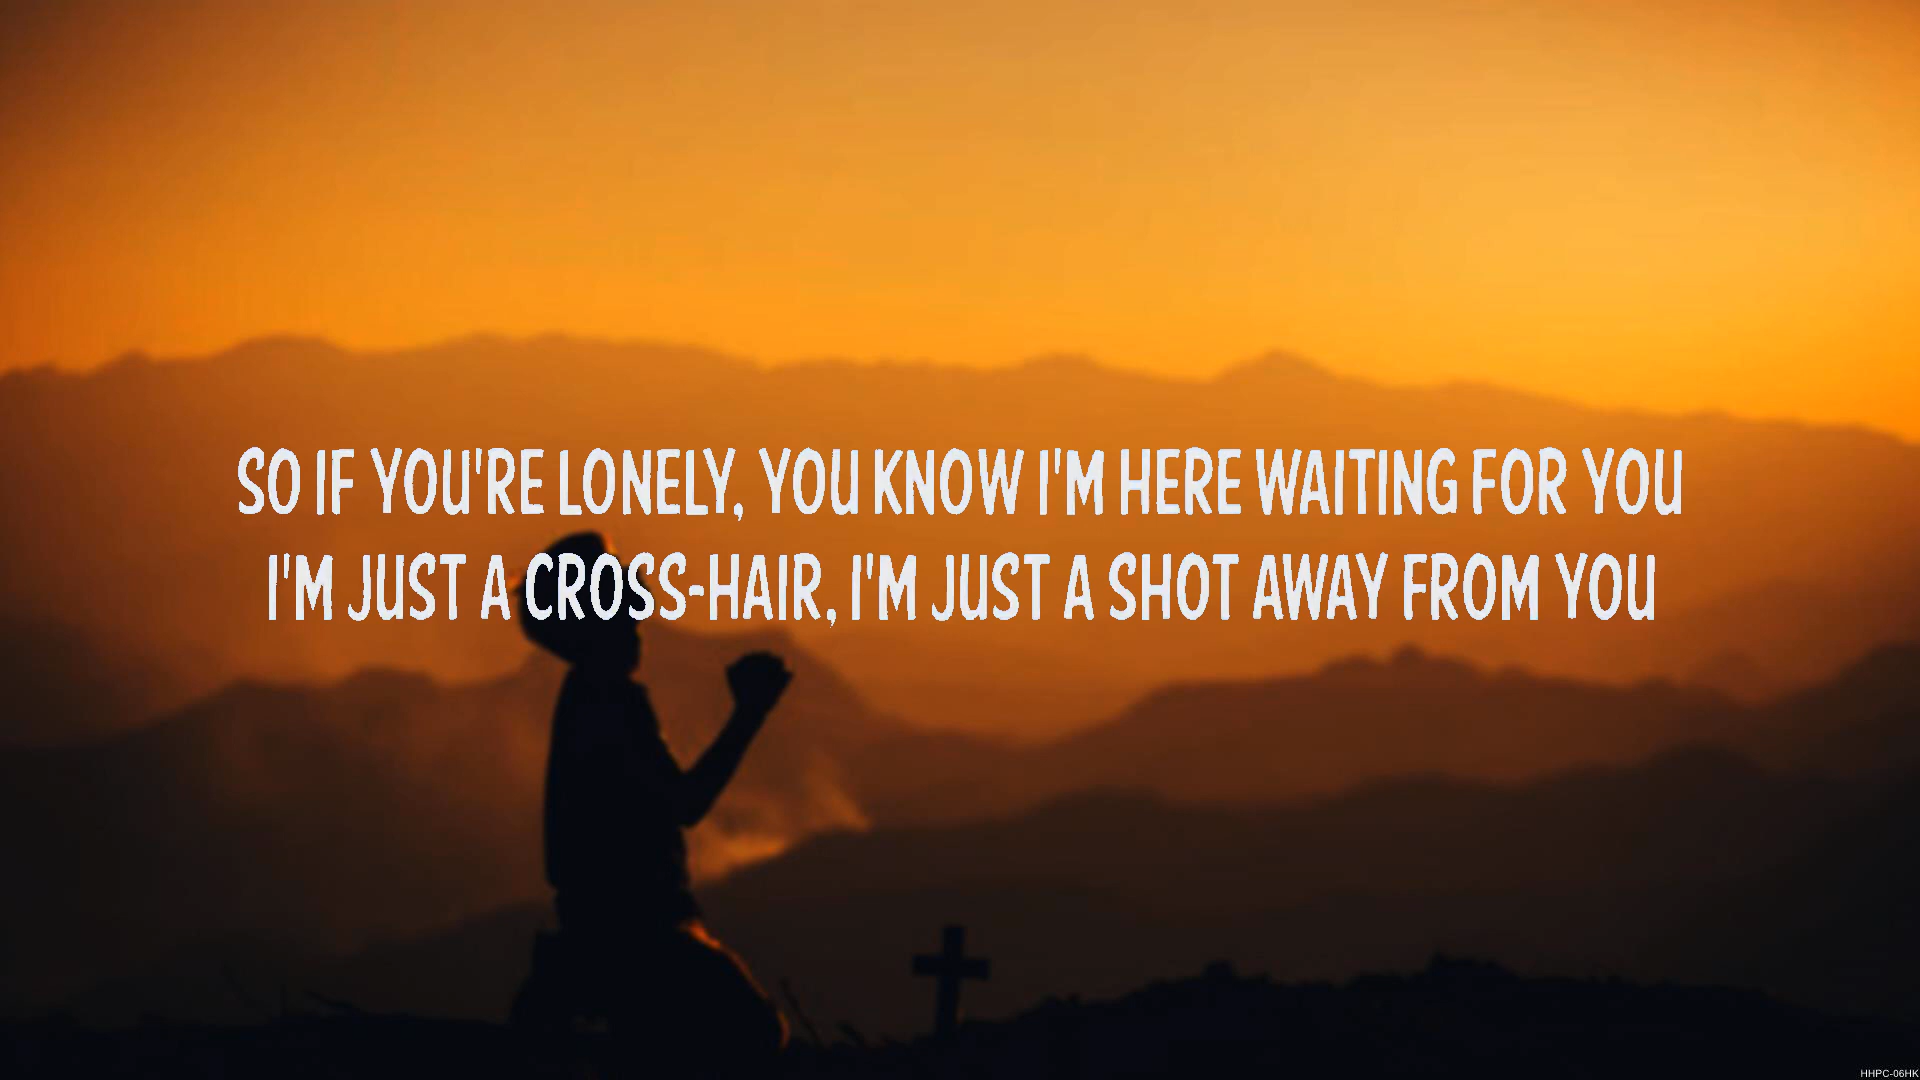 SO IF YOU'RE LONELY, YOU KNOW I'M HERE WAITING FOR YOU
I'M JUST A CROSS-HAIR, I'M JUST A SHOT AWAY FROM YOU
HHPC-06HK